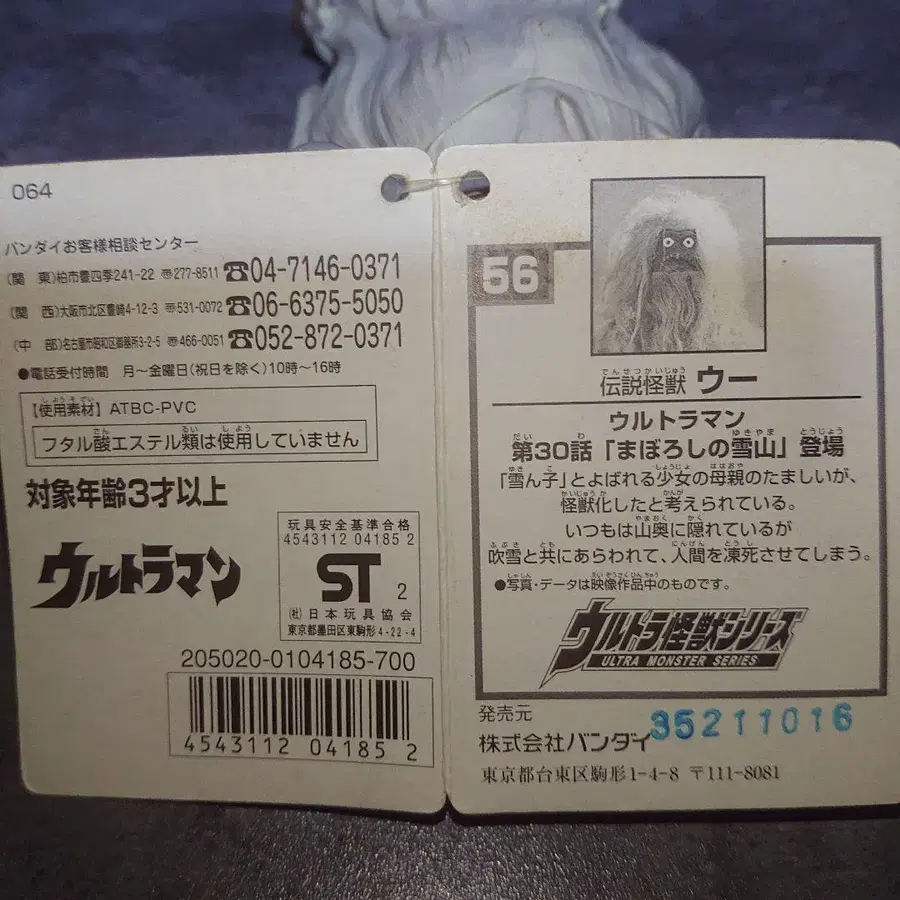 064
バンダイお客様相談センター
(関 東)柏市豊四季241-22 〠277-8511 ☎04-7146-0371
(関 西)大阪市北区豊崎4-12-3 〠531-0072 ☎06-6375-5050
(中 部)名古屋市昭和区御器所3-2-5 〠466-0051 ☎052-872-0371
●電話受付時間 月～金曜日(祝日を除く)10時～16時
【使用素材】ATBC-PVC
フタル酸エステル類は使用していません
対象年齢3才以上
ウルトラマン
玩具安全基準合格
4543112 04185 2
ST 2
(社)日本玩具協会
東京都墨田区東駒形4-22-4
205020-0104185-700
4543112 04185 2
56
伝説怪獣 ウー
ウルトラマン
第30話「まぼろしの雪山」登場
「雪ん子」とよばれる少女の母親のたましいが、
怪獣化したと考えられている。
いつもは山奥に隠れているが
吹雪と共にあらわれて、人間を凍死させてしまう。
●写真・データは映像作品中のものです。
ウルトラ怪獣シリーズ
ULTRA MONSTER SERIES
発売元
株式会社バンダイ
35211016
東京都台東区駒形1-4-8 〒111-8081